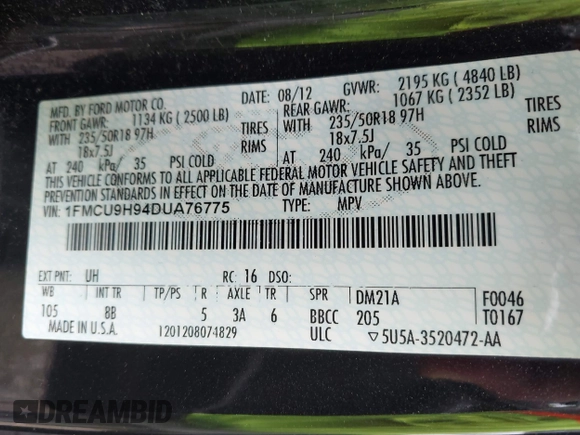 MFD. BY FORD MOTOR CO. DATE: 08/12 GVWR: 2195 KG ( 4840 LB)
FRONT GAWR: 1134 KG ( 2500 LB) REAR GAWR: 1067 KG ( 2352 LB)
WITH 235/50R18 97H TIRES WITH 235/50R18 97H TIRES
18x7.5J RIMS 18x7.5J RIMS
AT 240 kPa/ 35 PSI COLD AT 240 kPa/ 35 PSI COLD
THIS VEHICLE CONFORMS TO ALL APPLICABLE FEDERAL MOTOR VEHICLE SAFETY AND THEFT
PREVENTION STANDARDS IN EFFECT ON THE DATE OF MANUFACTURE SHOWN ABOVE.
VIN: 1FMCU9H94DUA76775 TYPE: MPV
EXT PNT: UH RC: 16 DSO:
WB INT TR TP/PS R AXLE TR SPR DM21A F0046
105 8B 5 3A 6 BBCC 205 T0167
MADE IN U.S.A. 1201208074829 ULC ▽5U5A-3520472-AA
DREAMBID